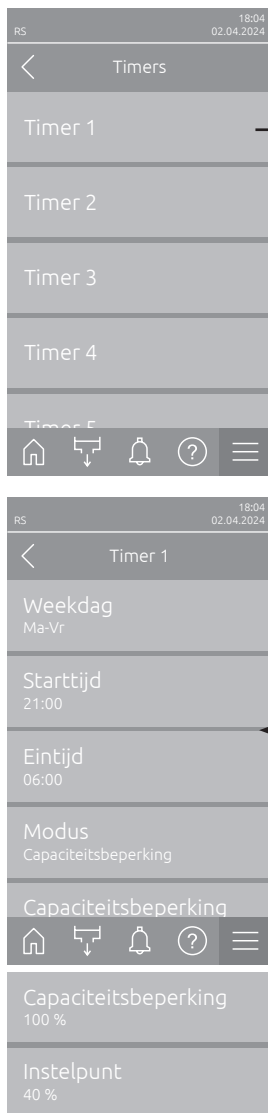 18:04
RS 02.04.2024
Timers
Timer 1
Timer 2
Timer 3
Timer 4
Timer 5
?
18:04
RS 02.04.2024
Timer 1
Weekdag
Ma-Vr
Starttijd
21:00
Eintijd
06:00
Modus
Capaciteitsbeperking
Capaciteitsbeperking
?
Capaciteitsbeperking
100 %
Instelpunt
40 %